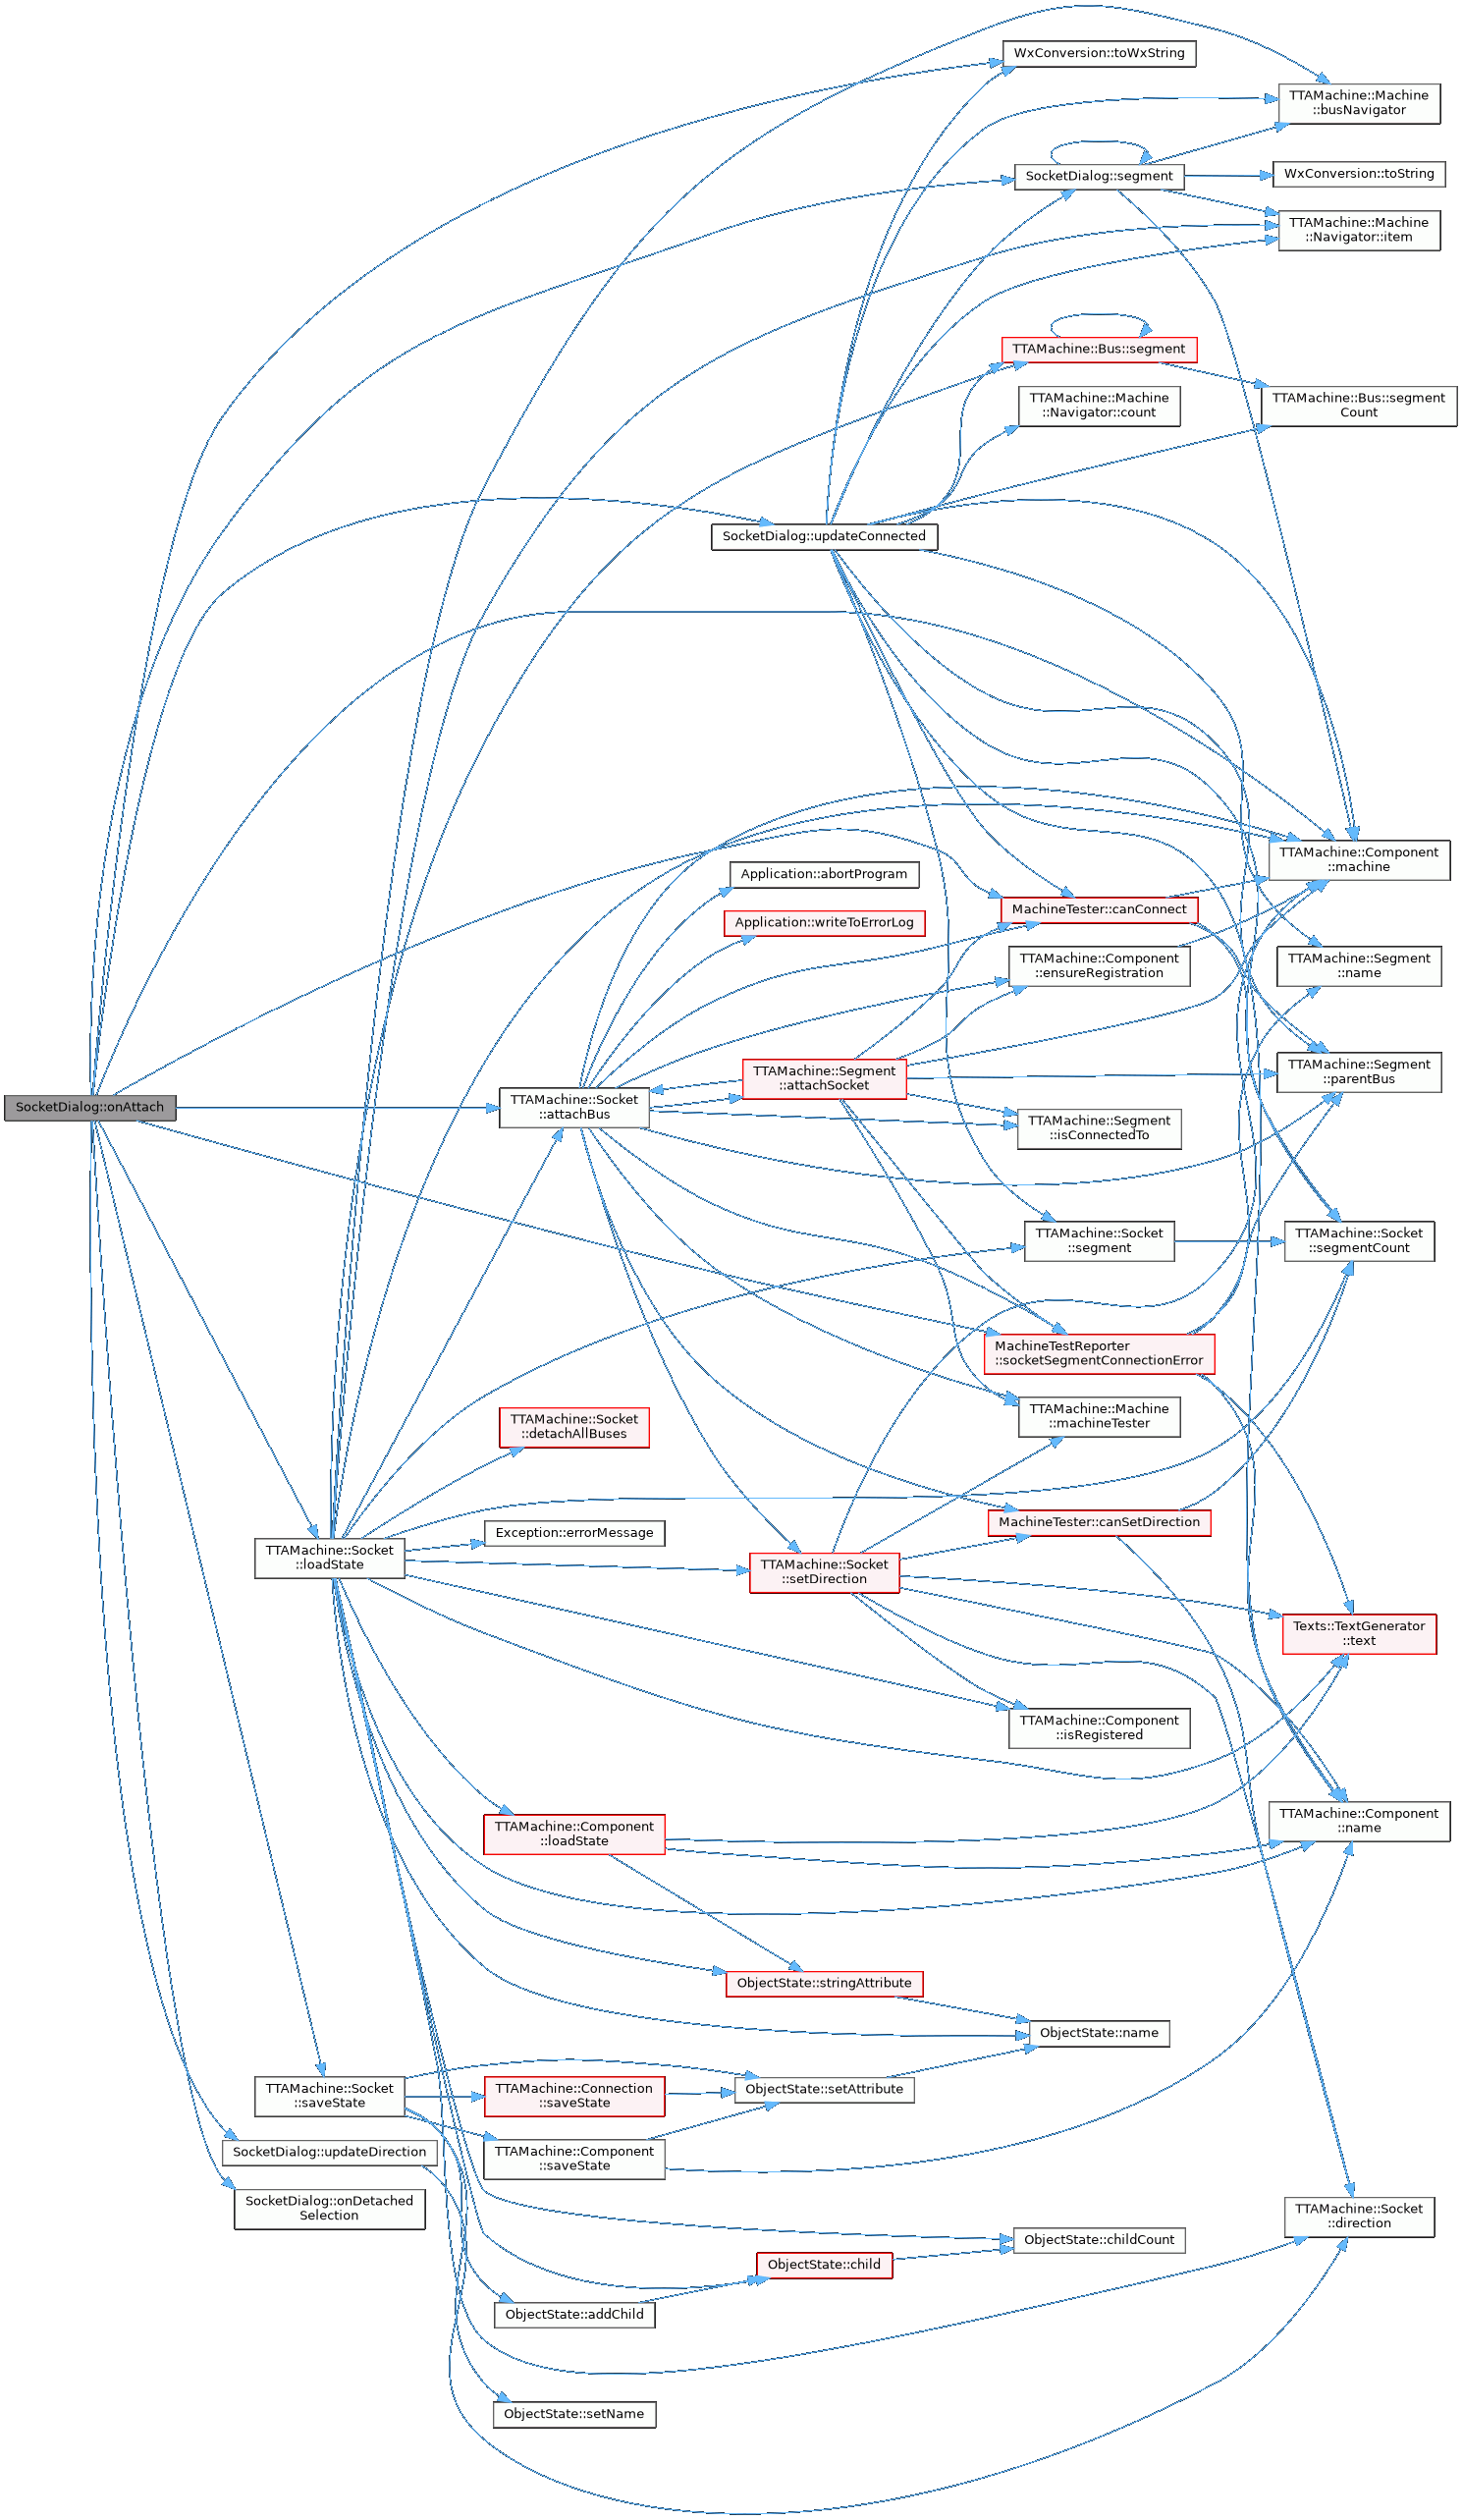 WxConversion::toWxString
TTAMachine::Machine
::busNavigator
SocketDialog::segment
WxConversion::toString
TTAMachine::Machine
::Navigator::item
TTAMachine::Bus::segment
TTAMachine::Machine
::Navigator::count
TTAMachine::Bus::segment
Count
SocketDialog::updateConnected
TTAMachine::Component
::machine
Application::abortProgram
MachineTester::canConnect
Application::writeToErrorLog
TTAMachine::Component
::ensureRegistration
TTAMachine::Segment
::name
TTAMachine::Segment
::attachSocket
TTAMachine::Segment
::parentBus
SocketDialog::onAttach
TTAMachine::Socket
::attachBus
TTAMachine::Segment
::isConnectedTo
TTAMachine::Socket
::segment
TTAMachine::Socket
::segmentCount
MachineTestReporter
::socketSegmentConnectionError
TTAMachine::Machine
::machineTester
TTAMachine::Socket
::detachAllBuses
MachineTester::canSetDirection
Exception::errorMessage
TTAMachine::Socket
::loadState
TTAMachine::Socket
::setDirection
Texts::TextGenerator
::text
TTAMachine::Component
::isRegistered
TTAMachine::Component
::loadState
TTAMachine::Component
::name
ObjectState::stringAttribute
ObjectState::name
TTAMachine::Socket
::saveState
TTAMachine::Connection
::saveState
ObjectState::setAttribute
SocketDialog::updateDirection
TTAMachine::Component
::saveState
SocketDialog::onDetached
Selection
TTAMachine::Socket
::direction
ObjectState::childCount
ObjectState::child
ObjectState::addChild
ObjectState::setName